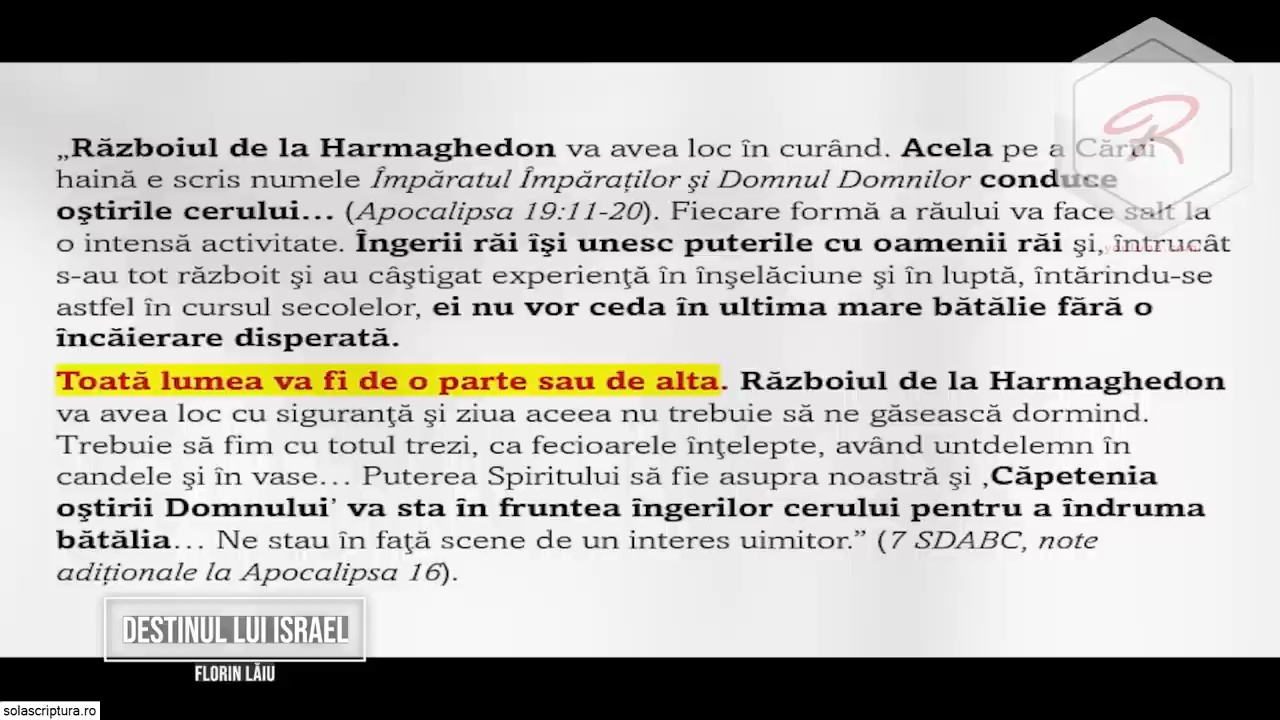 „Războiul de la Harmaghedon va avea loc în curând. Acela pe a Cărui
haină e scris numele Împăratul Împăraților și Domnul Domnilor conduce
oştirile cerului… (Apocalipsa 19:11-20). Fiecare formă a răului va face salt la
o intensă activitate. Îngerii răi îşi unesc puterile cu oamenii răi şi, întrucât
s-au tot războit şi au câştigat experienţă în înşelăciune şi în luptă, întărindu-se
astfel în cursul secolelor, ei nu vor ceda în ultima mare bătălie fără o
încăierare disperată.
Toată lumea va fi de o parte sau de alta. Războiul de la Harmaghedon
va avea loc cu siguranţă şi ziua aceea nu trebuie să ne găsească dormind.
Trebuie să fim cu totul trezi, ca fecioarele înţelepte, având untdelemn în
candele şi în vase… Puterea Spiritului să fie asupra noastră şi ‚Căpetenia
oştirii Domnului’ va sta în fruntea îngerilor cerului pentru a îndruma
bătălia… Ne stau în faţă scene de un interes uimitor.” (7 SDABC, note
adiționale la Apocalipsa 16).
DESTINUL LUI ISRAEL
FLORIN LĂIU
solascriptura.ro